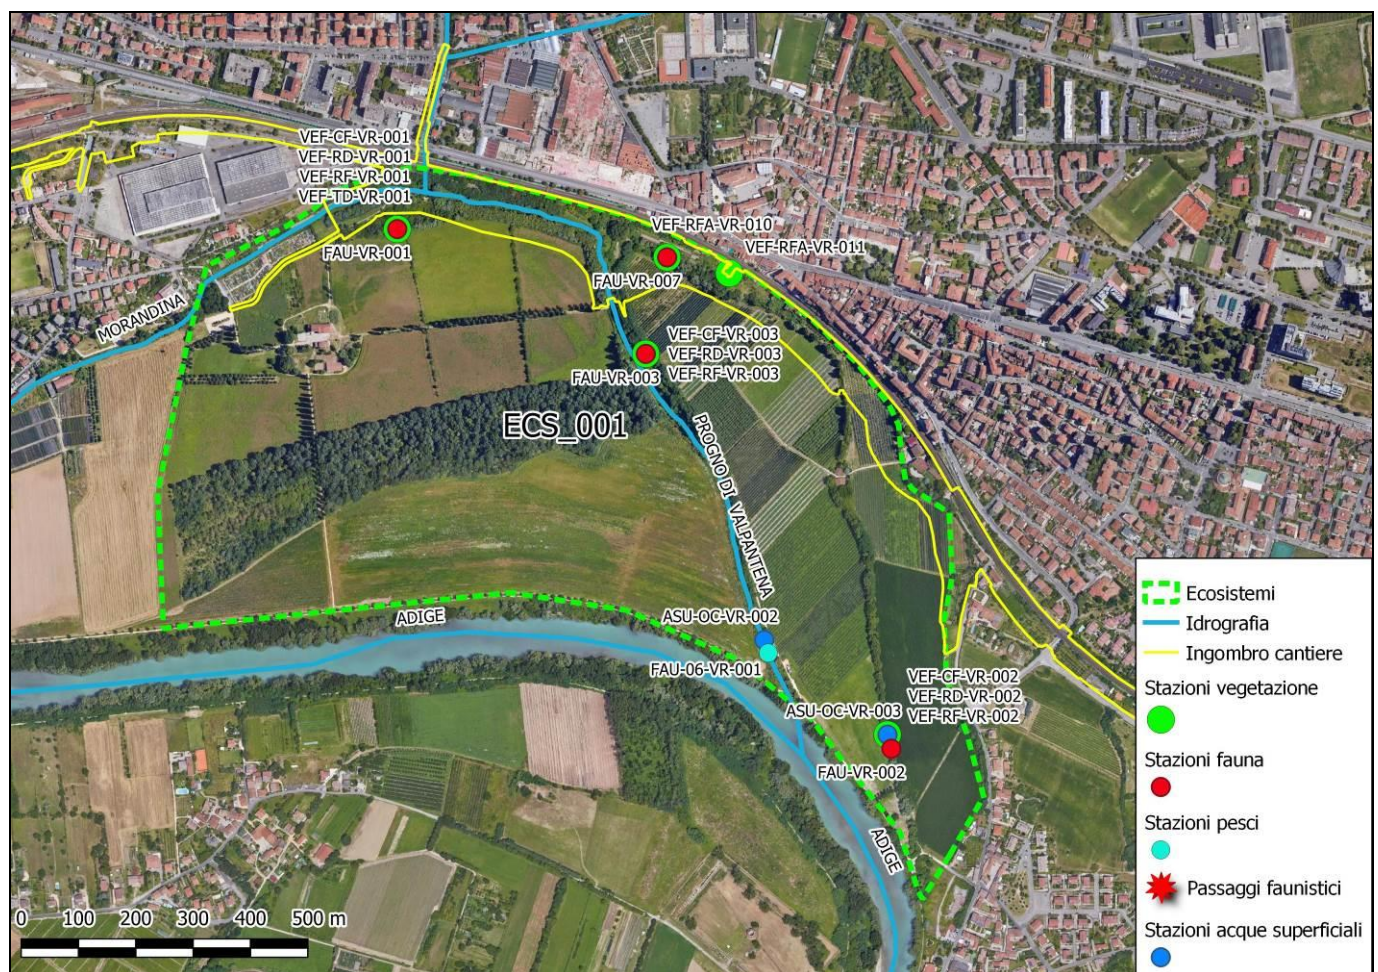 VEF-CF-VR-001
VEF-RD-VR-001
VEF-RF-VR-001
VEF-TD-VR-001
FAU-VR-001
VEF-RFA-VR-010
VEF-RFA-VR-011
FAU-VR-007
MORANDINA
VEF-CF-VR-003
VEF-RD-VR-003
VEF-RF-VR-003
FAU-VR-003
ECS_001
PROGNO DI VALPANTENA
ADIGE
ASU-OC-VR-002
FAU-06-VR-001
VEF-CF-VR-002
VEF-RD-VR-002
VEF-RF-VR-002
ASU-OC-VR-003
FAU-VR-002
ADIGE
0 100 200 300 400 500 m
Ecosistemi
Idrografia
Ingombro cantiere
Stazioni vegetazione
Stazioni fauna
Stazioni pesci
Passaggi faunistici
Stazioni acque superficiali